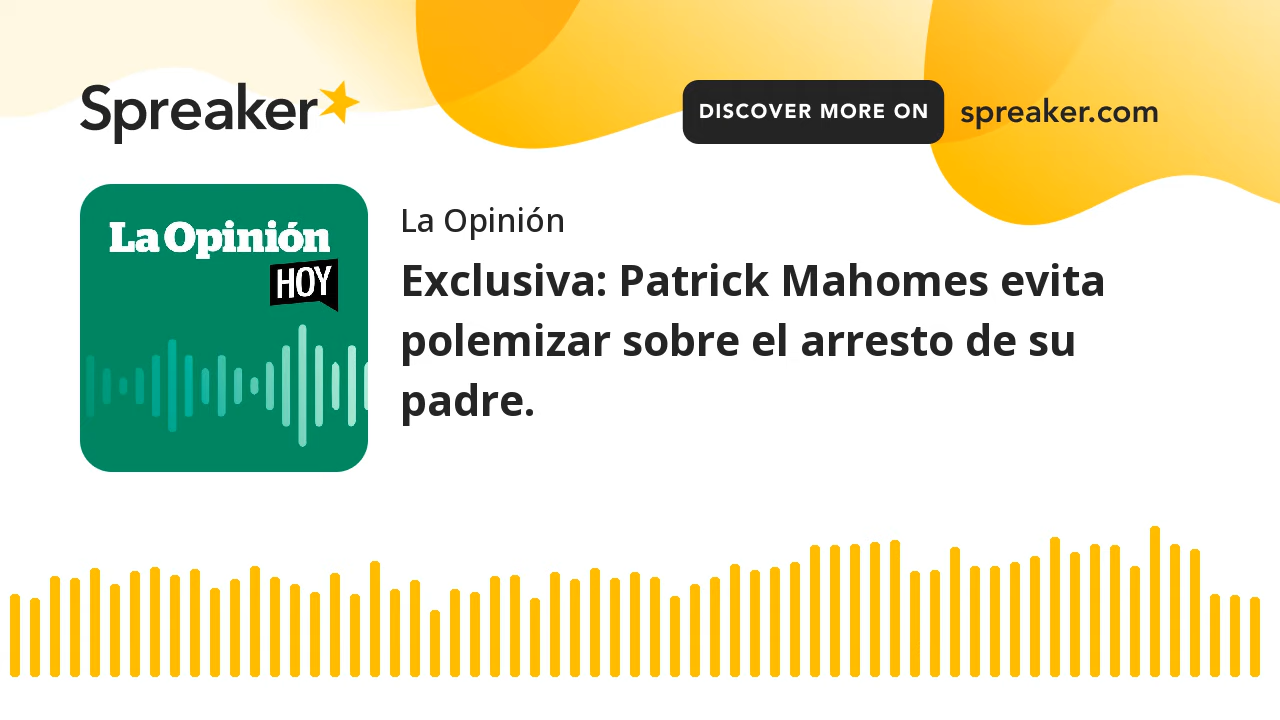 Spreaker
DISCOVER MORE ON
spreaker.com
La Opinión
HOY
La Opinión
Exclusiva: Patrick Mahomes evita
polemizar sobre el arresto de su
padre.